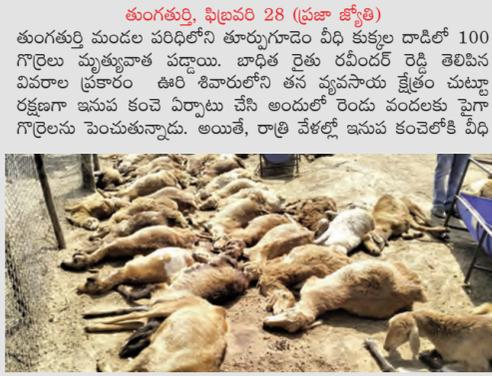 తుంగతుర్తి, ఫిబ్రవరి 28 (ప్రజా జ్యోతి)
తుంగతుర్తి మండల పరిధిలోని తూర్పుగూడెం వీధి కుక్కల దాడిలో 100
గొర్రెలు మృత్యువాత పడ్డాయి. బాధిత రైతు రవీందర్ రెడ్డి తెలిపిన
వివరాల ప్రకారం ఊరి శివారులోని తన వ్యవసాయ క్షేత్రం చుట్టూ
రక్షణగా ఇనుప కంచె ఏర్పాటు చేసి అందులో రెండు వందలకు పైగా
గొర్రెలను పెంచుతున్నాడు. అయితే, రాత్రి వేళల్లో ఇనుప కంచెలోకి వీధి